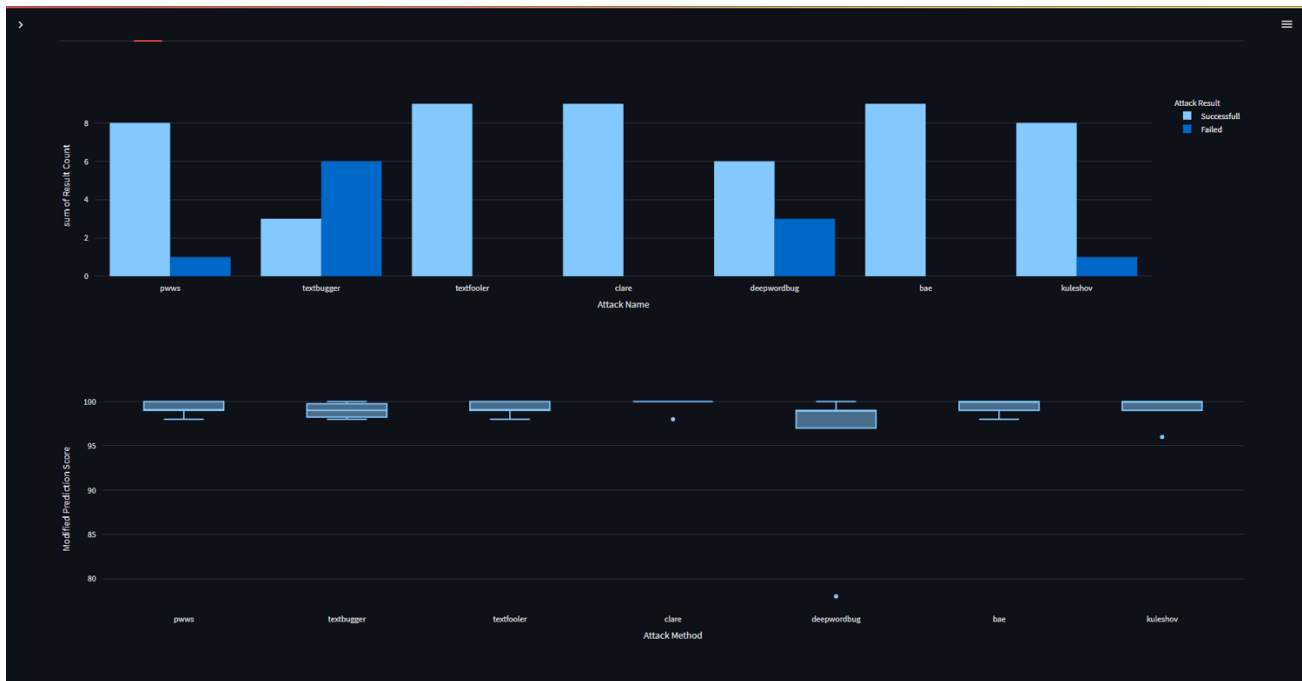 Attack Result
Successfull
Failed
sum of Result Count
8
6
4
2
0
pwws textbugger textfooler clare deepwordbug bae kuleshov
Attack Name
Modified Prediction Score
100
95
90
85
80
pwws textbugger textfooler clare deepwordbug bae kuleshov
Attack Method